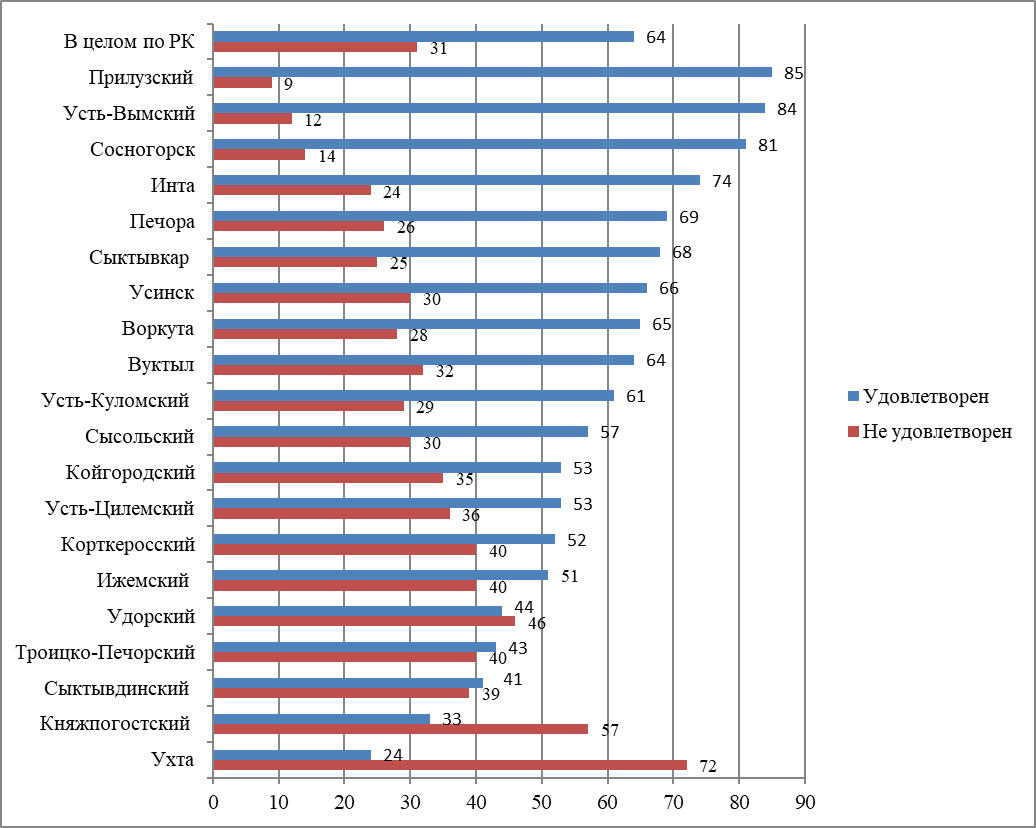 В целом по РК 64
31
Прилузский 85
9
Усть-Вымский 84
12
Сосногорск 81
14
Инта 74
24
Печора 69
26
Сыктывкар 68
25
Усинск 66
30
Воркута 65
28
Вуктыл 64
32
Усть-Куломский 61
29
Сысольский 57
30
Койгородский 53
35
Усть-Цилемский 53
36
Корткеросский 52
40
Ижемский 51
40
Удорский 44
46
Троицко-Печорский 43
40
Сыктывдинский 41
39
Княжпогостский 33
57
Ухта 24
72
0 10 20 30 40 50 60 70 80 90
Удовлетворен
Не удовлетворен